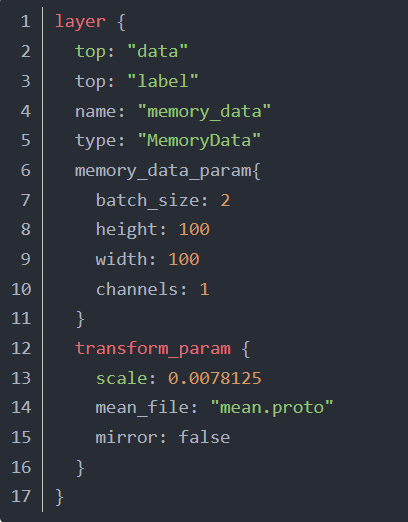 1 layer {
2   top: "data"
3   top: "label"
4   name: "memory_data"
5   type: "MemoryData"
6   memory_data_param{
7     batch_size: 2
8     height: 100
9     width: 100
10     channels: 1
11   }
12   transform_param {
13     scale: 0.0078125
14     mean_file: "mean.proto"
15     mirror: false
16   }
17 }